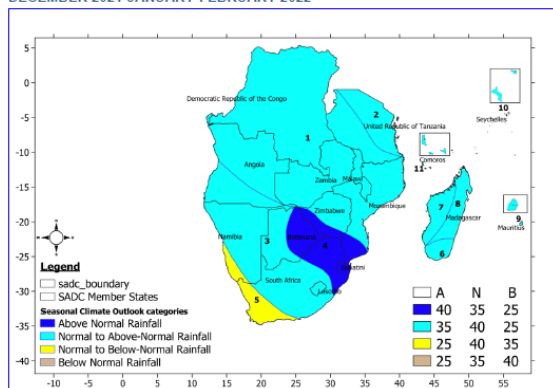 DECEMBER 2021-JANUARY-FEBRUARY 2022
5
0
-5
-10
-15
-20
-25
-30
-35
-40
-10
-5
0
5
10
15
20
25
30
35
40
45
50
55
Democratic Republic of the Congo
2
United Republic of Tanzania
1
10
Seychelles
11
Comoros
Angola
Zambia
Malawi
Mozambique
Zimbabwe
7
8
Madagascar
9
Mauritius
6
Namibia
3
Botswana
4
Eswatini
South Africa
Lesotho
5
Legend
sadc_boundary
SADC Member States
Seasonal Climate Outlook categories
Above Normal Rainfall
Normal to Above-Normal Rainfall
Normal to Below-Normal Rainfall
Below Normal Rainfall
A N B
40 35 25
35 40 25
25 40 35
25 35 40